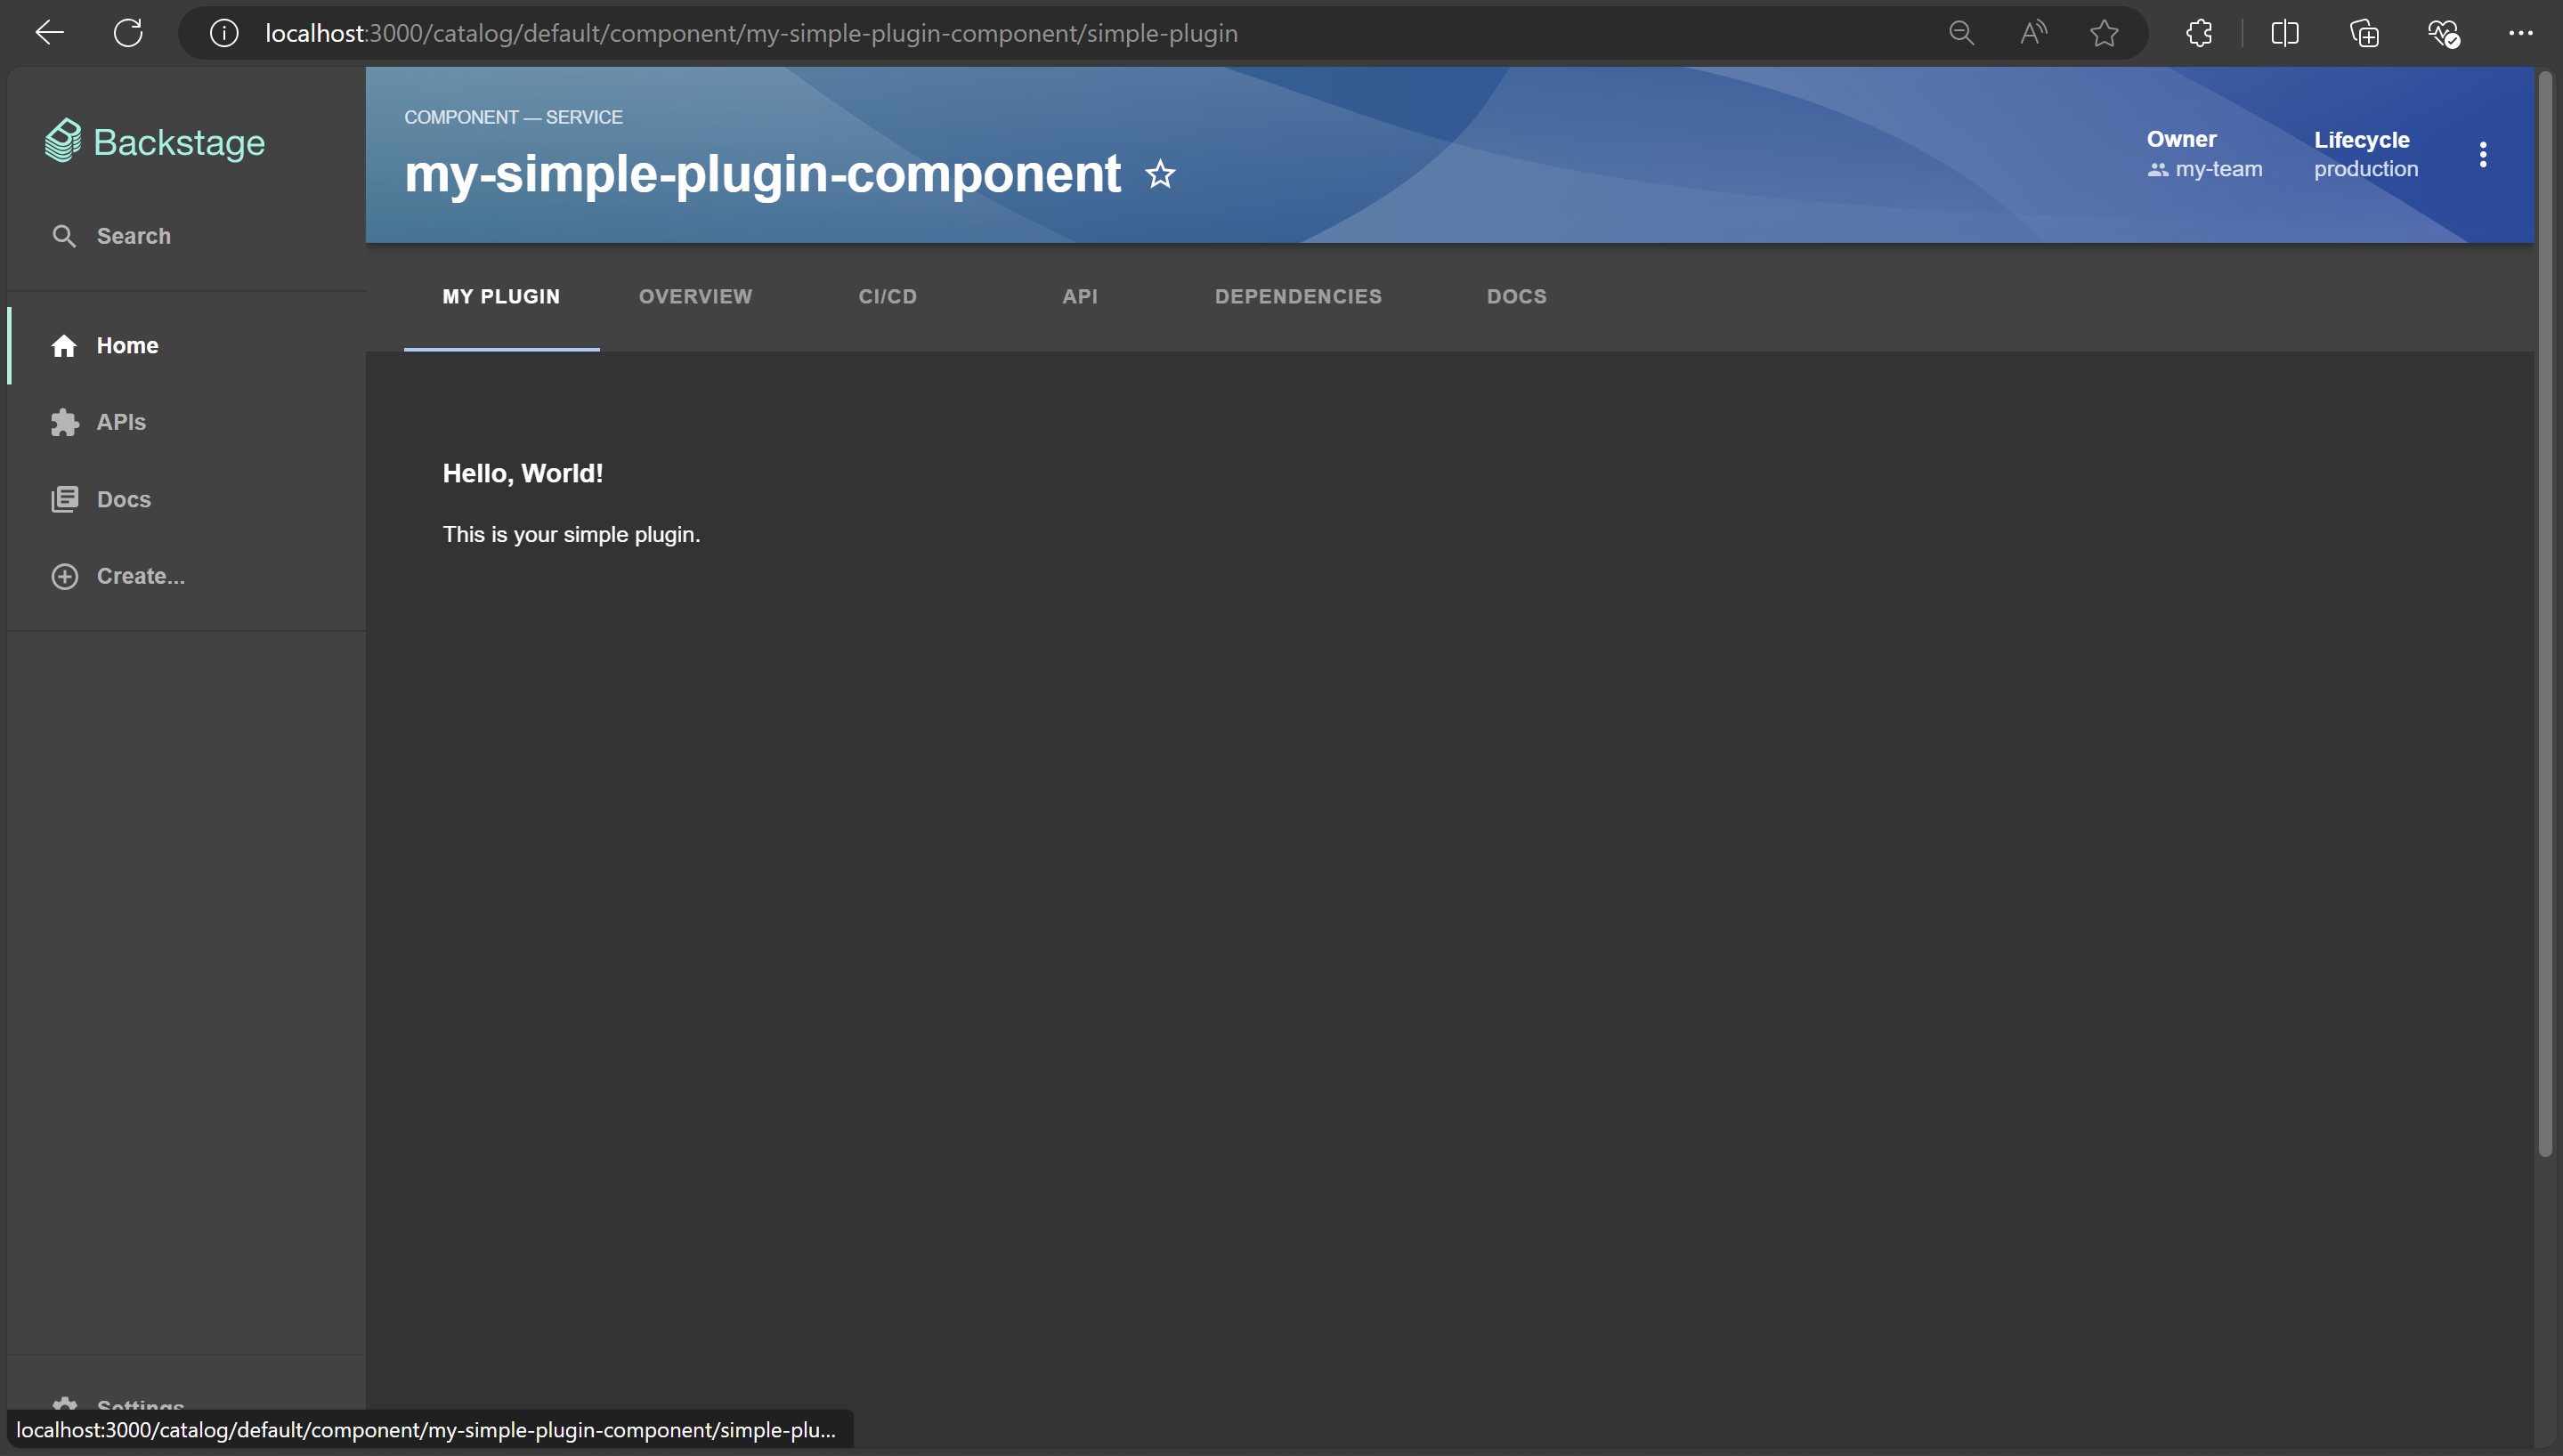 localhost:3000/catalog/default/component/my-simple-plugin-component/simple-plugin
Backstage
Search
Home
APIs
Docs
Create...
Settings
COMPONENT — SERVICE
my-simple-plugin-component
Owner
my-team
Lifecycle
production
MY PLUGIN OVERVIEW CI/CD API DEPENDENCIES DOCS
Hello, World!
This is your simple plugin.
localhost:3000/catalog/default/component/my-simple-plugin-component/simple-plu...